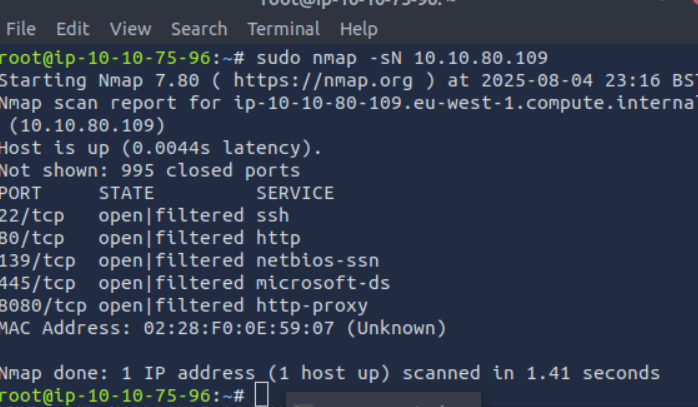 root@ip-10-10-75-96: ~
File Edit View Search Terminal Help
root@ip-10-10-75-96:~# sudo nmap -sN 10.10.80.109
Starting Nmap 7.80 ( https://nmap.org ) at 2025-08-04 23:16 BST
Nmap scan report for ip-10-10-80-109.eu-west-1.compute.interna
(10.10.80.109)
Host is up (0.0044s latency).
Not shown: 995 closed ports
PORT     STATE         SERVICE
22/tcp   open|filtered ssh
80/tcp   open|filtered http
139/tcp  open|filtered netbios-ssn
445/tcp  open|filtered microsoft-ds
8080/tcp open|filtered http-proxy
MAC Address: 02:28:F0:0E:59:07 (Unknown)
Nmap done: 1 IP address (1 host up) scanned in 1.41 seconds
root@ip-10-10-75-96:~#